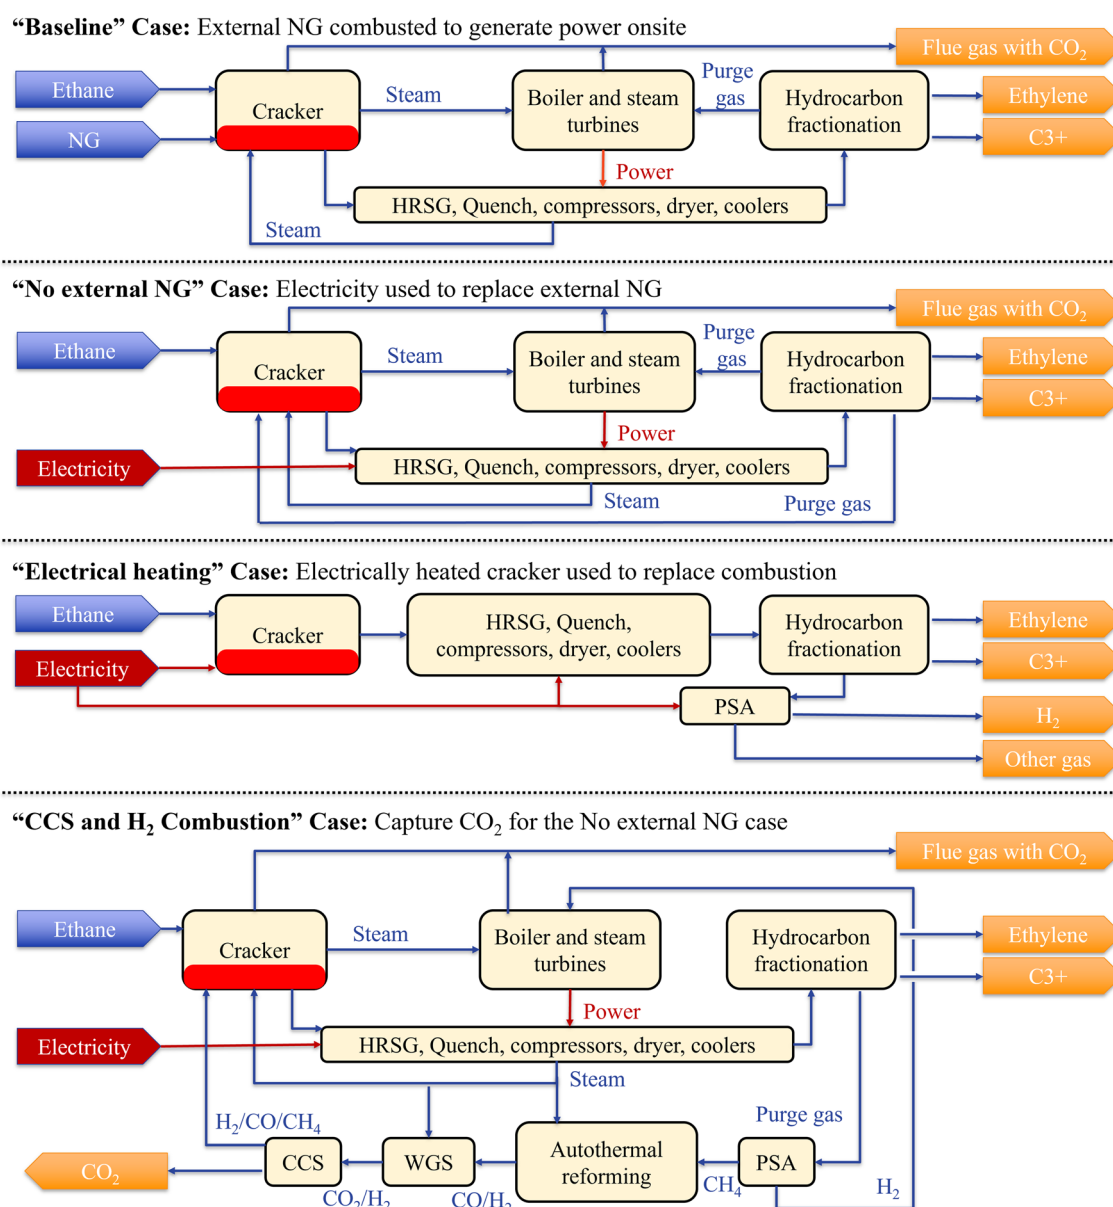 “Baseline” Case: External NG combusted to generate power onsite
Flue gas with CO₂
Ethane
NG
Cracker
Steam
Boiler and steam
turbines
Purge
gas
Hydrocarbon
fractionation
Ethylene
C3+
Power
HRSG, Quench, compressors, dryer, coolers
Steam
“No external NG” Case: Electricity used to replace external NG
Flue gas with CO₂
Ethane
Cracker
Steam
Boiler and steam
turbines
Purge
gas
Hydrocarbon
fractionation
Ethylene
C3+
Power
Electricity
HRSG, Quench, compressors, dryer, coolers
Steam
Purge gas
“Electrical heating” Case: Electrically heated cracker used to replace combustion
Ethane
Electricity
Cracker
HRSG, Quench,
compressors, dryer, coolers
Hydrocarbon
fractionation
Ethylene
C3+
PSA
H₂
Other gas
“CCS and H₂ Combustion” Case: Capture CO₂ for the No external NG case
Flue gas with CO₂
Ethane
Cracker
Steam
Boiler and steam
turbines
Hydrocarbon
fractionation
Ethylene
C3+
Power
Electricity
HRSG, Quench, compressors, dryer, coolers
Steam
H₂/CO/CH₄
Purge gas
CO₂
CCS
WGS
Autothermal
reforming
PSA
CO₂/H₂
CO/H₂
CH₄
H₂